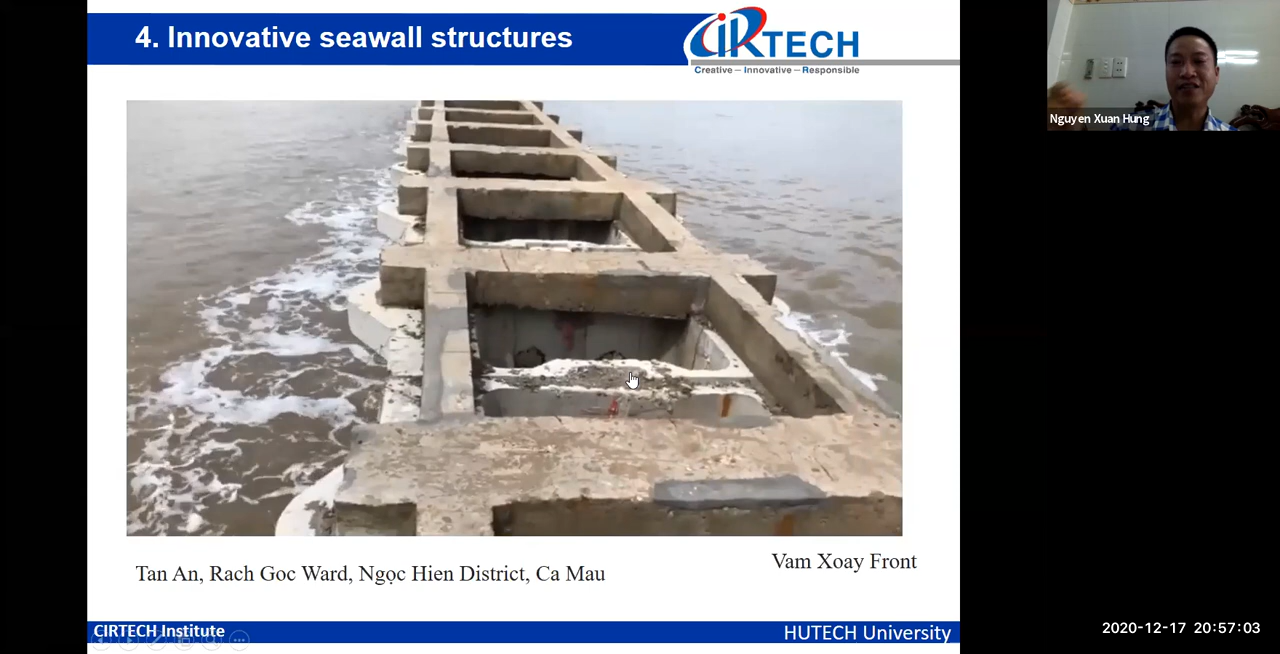 4. Innovative seawall structures
CIRTECH
Creative – Innovative – Responsible
Nguyen Xuan Hung
Tan An, Rach Goc Ward, Ngọc Hien District, Ca Mau
Vam Xoay Front
CIRTECH Institute
HUTECH University
2020-12-17 20:57:03